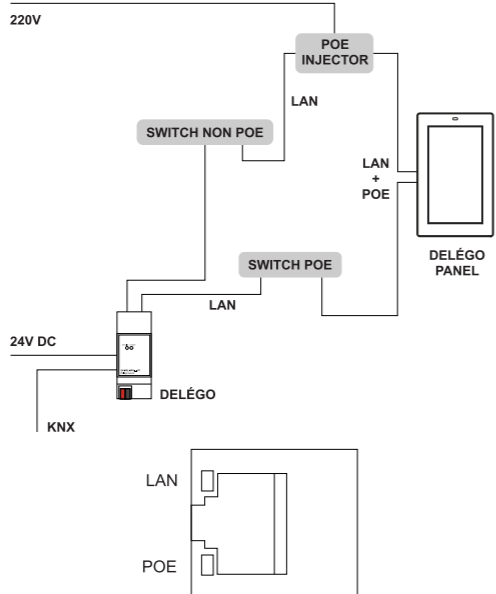 220V
POE
INJECTOR
LAN
SWITCH NON POE
LAN
+
POE
SWITCH POE
DELÉGO
PANEL
LAN
24V DC
DELÉGO
KNX
LAN
POE